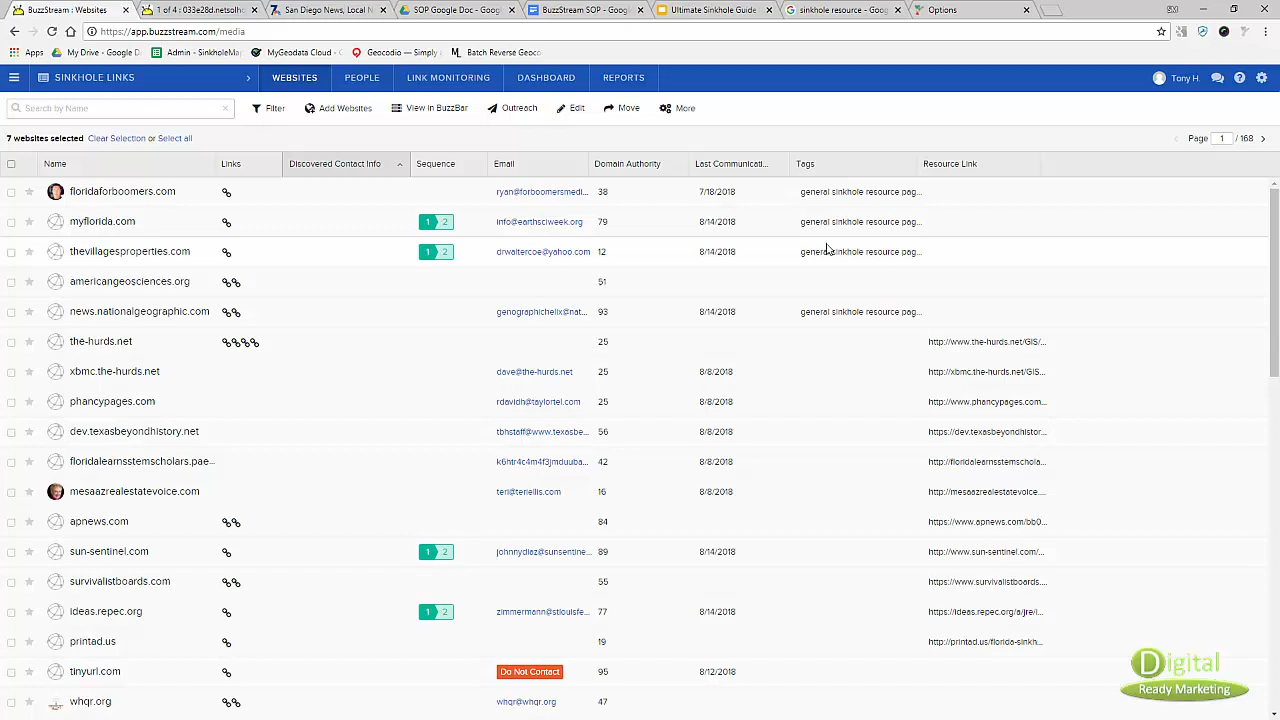 BuzzStream : Websites
1 of 4 : 033e28d.netsolh
San Diego News, Local N
SOP Google Doc - Googl
BuzzStream SOP - Google
Ultimate Sinkhole Guide
sinkhole resource - Goog
Options
https://app.buzzstream.com/media
Apps
My Drive - Google D
Admin - SinkholeMa
MyGeodata Cloud -
Geocodio — Simply
Batch Reverse Geoc
SINKHOLE LINKS
WEBSITES
PEOPLE
LINK MONITORING
DASHBOARD
REPORTS
Tony H.
Search by Name
Filter
Add Websites
View in BuzzBar
Outreach
Edit
Move
More
7 websites selected Clear Selection or Select all
Page 1 / 168
Name Links Discovered Contact Info Sequence Email Domain Authority Last Communicati... Tags Resource Link
floridaforboomers.com ryan@forboomersmedi... 38 7/18/2018 general sinkhole resource pag...
myflorida.com 1 2 info@earthsciweek.org 79 8/14/2018 general sinkhole resource pag...
thevillagesproperties.com 1 2 drwaltercoe@yahoo.com 12 8/14/2018 general sinkhole resource pag...
americangeosciences.org 51
news.nationalgeographic.com genographichelix@nat... 93 8/14/2018 general sinkhole resource pag...
the-hurds.net 25 http://www.the-hurds.net/GIS/...
xbmc.the-hurds.net dave@the-hurds.net 25 8/8/2018 http://xbmc.the-hurds.net/GIS...
phancypages.com rdavidh@taylortel.com 25 8/8/2018 http://www.phancypages.com...
dev.texasbeyondhistory.net tbhstaff@www.texasbe... 56 8/8/2018 https://dev.texasbeyondhistor...
floridalearnsstemscholars.pae... k6htr4c4m4f3jmduuba... 42 8/8/2018 https://floridalearnsstemschola...
mesaazrealestatevoice.com teri@teriellis.com 16 8/8/2018 http://mesaazrealestatevoice....
apnews.com 84 https://www.apnews.com/bb0...
sun-sentinel.com 1 2 johnnydiaz@sunsentine... 89 8/14/2018 http://www.sun-sentinel.com/...
survivalistboards.com 55 https://www.survivalistboards....
ideas.repec.org 1 2 zimmermann@stlouisfe... 77 8/14/2018 https://ideas.repec.org/a/jre/i...
printad.us 19 http://printad.us/florida-sinkh...
tinyurl.com Do Not Contact 95 8/12/2018
whqr.org whqr@whqr.org 47
Digital
Ready Marketing